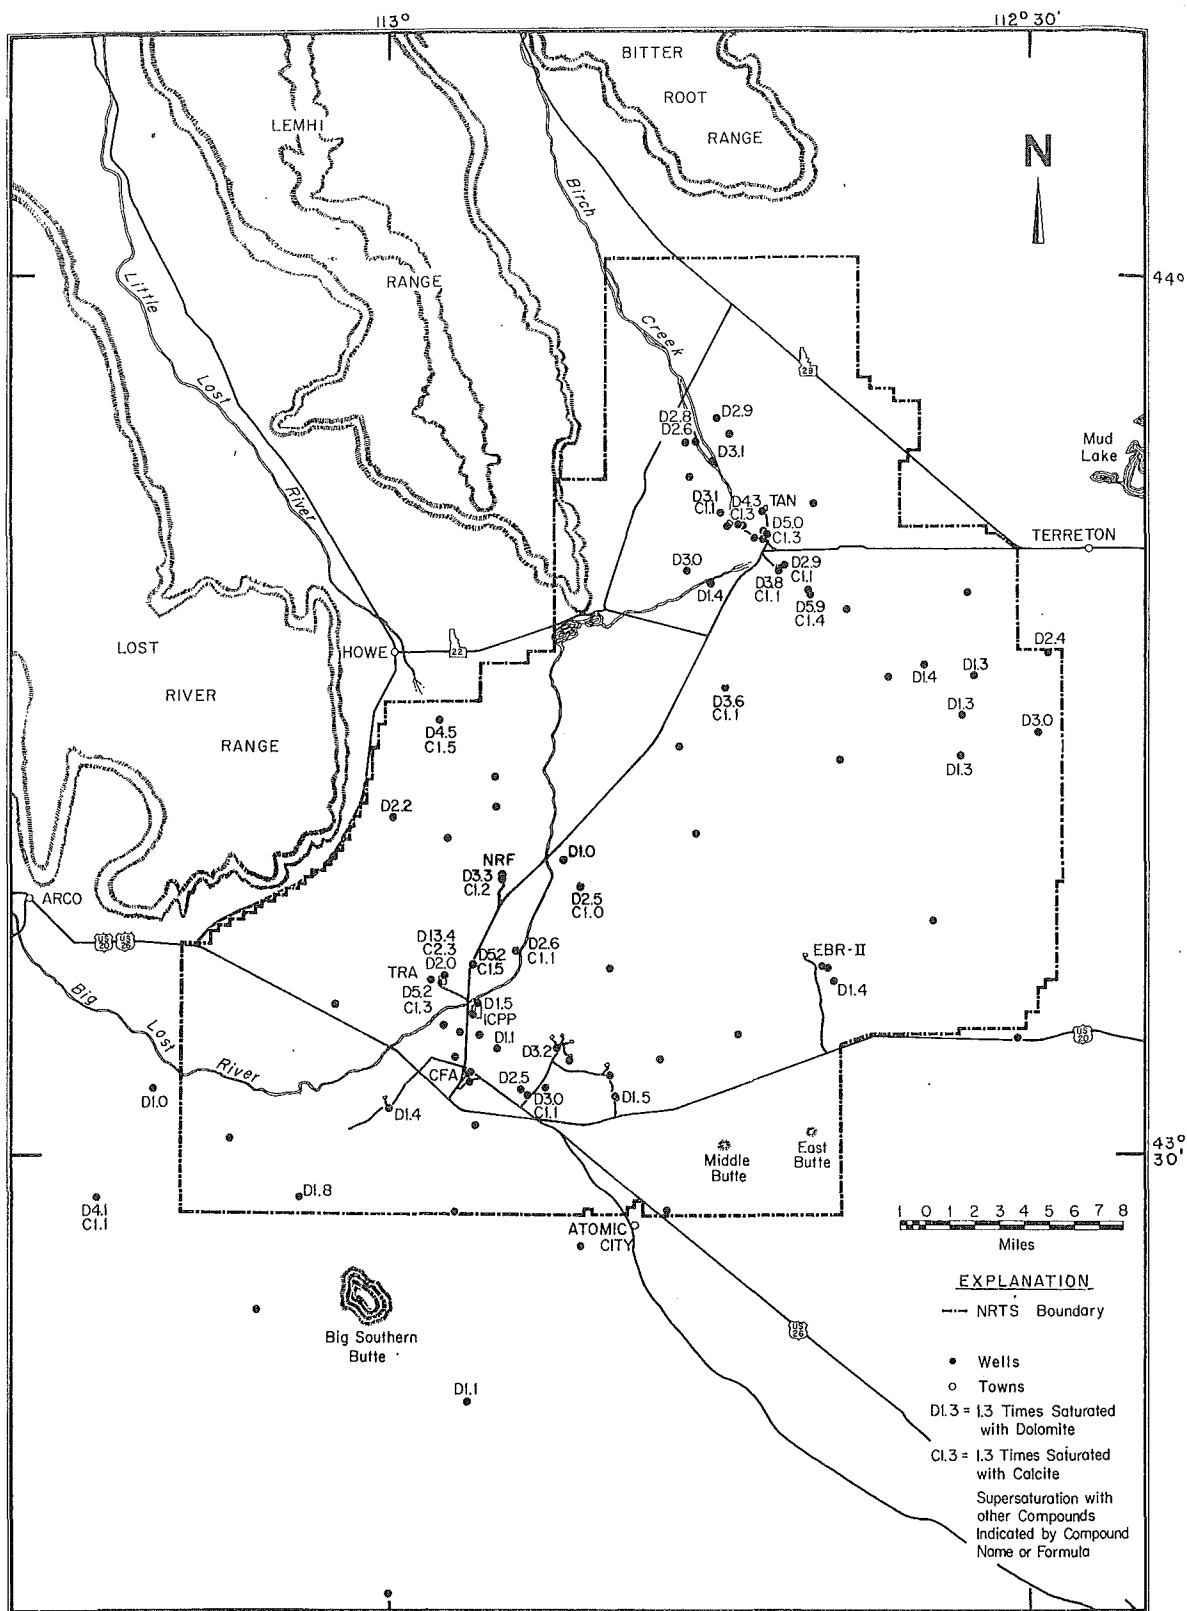 113°
112° 30'
BITTER
ROOT
RANGE
LEMHI
RANGE
N
Birch
Creek
Little
Lost
River
44°
28
D2.8
D2.6
D2.9
D3.1
Mud
Lake
D3.1
C1.1
D4.3
C1.3
TAN
D5.0
C1.3
TERRETON
D3.0
D1.4
D3.8
C1.1
D2.9
C1.1
D5.9
C1.4
LOST
RIVER
RANGE
HOWE
22
D2.4
D1.4
D1.3
D3.6
C1.1
D1.3
D3.0
D1.3
D4.5
C1.5
D2.2
NRF
D3.3
C1.2
D1.0
D2.5
C1.0
ARCO
US
20
US
26
D13.4
C2.3
D2.0
TRA
D5.2
C1.3
D5.2
C1.5
D2.6
C1.1
EBR-II
D1.4
Big
Lost
River
D1.5
ICPP
D1.1
US
20
D3.2
CFA
D2.5
D3.0
C1.1
D1.5
D1.0
D1.4
Middle
Butte
East
Butte
43°
30'
D4.1
C1.1
D1.8
ATOMIC
CITY
1 0 1 2 3 4 5 6 7 8
Miles
Big Southern
Butte
US
26
D1.1
EXPLANATION
NRTS Boundary
Wells
Towns
D1.3 = 1.3 Times Saturated
with Dolomite
C1.3 = 1.3 Times Saturated
with Calcite
Supersaturation with
other Compounds
Indicated by Compound
Name or Formula